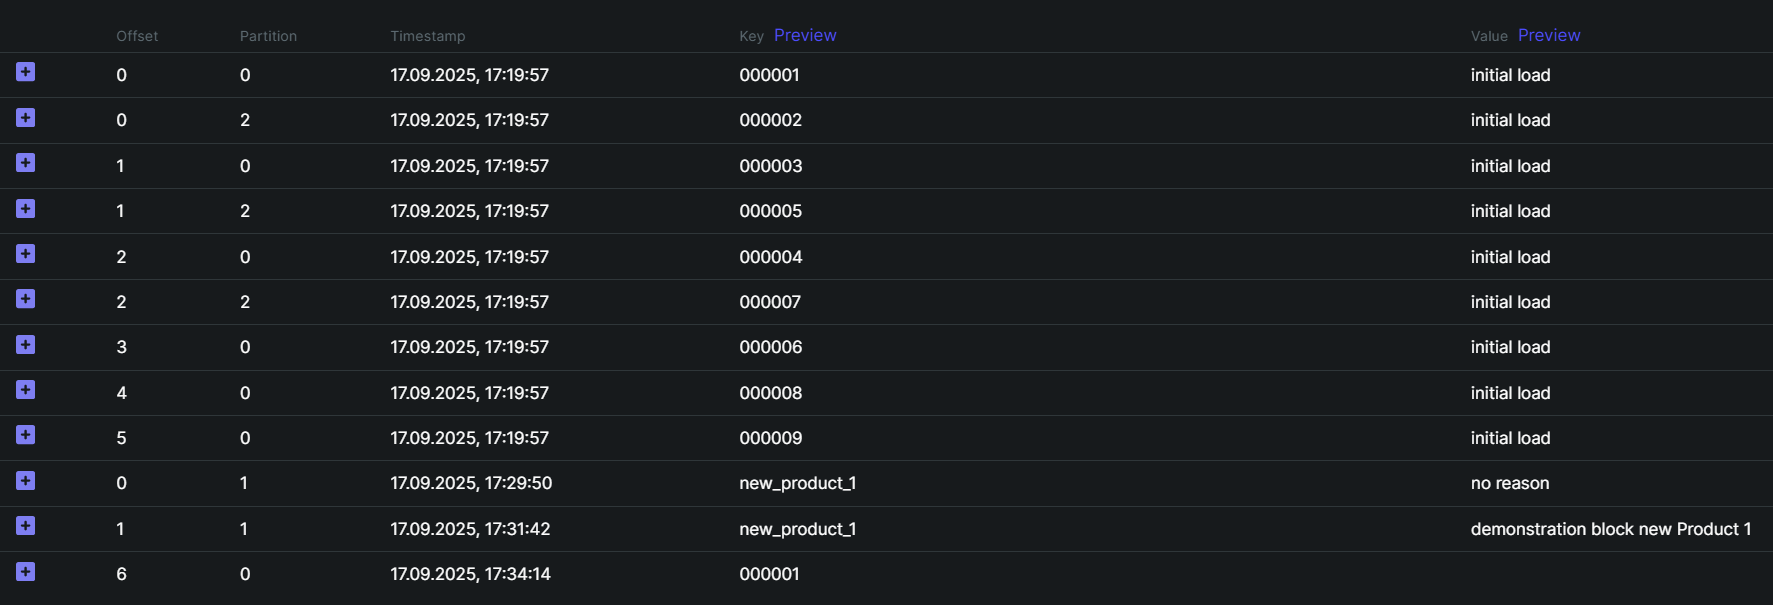 Offset Partition Timestamp Key Preview Value Preview
0 0 17.09.2025, 17:19:57 000001 initial load
0 2 17.09.2025, 17:19:57 000002 initial load
1 0 17.09.2025, 17:19:57 000003 initial load
1 2 17.09.2025, 17:19:57 000005 initial load
2 0 17.09.2025, 17:19:57 000004 initial load
2 2 17.09.2025, 17:19:57 000007 initial load
3 0 17.09.2025, 17:19:57 000006 initial load
4 0 17.09.2025, 17:19:57 000008 initial load
5 0 17.09.2025, 17:19:57 000009 initial load
0 1 17.09.2025, 17:29:50 new_product_1 no reason
1 1 17.09.2025, 17:31:42 new_product_1 demonstration block new Product 1
6 0 17.09.2025, 17:34:14 000001